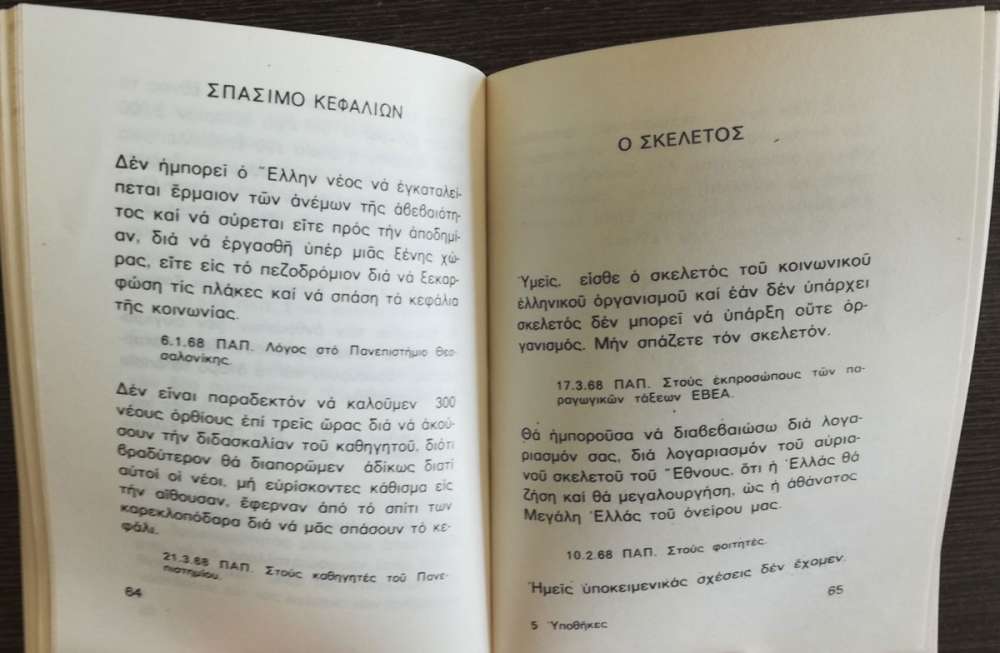 ΣΠΑΣΙΜΟ ΚΕΦΑΛΙΩΝ
Δέν ἠμπορεῖ ὁ Ἕλλην νέος νά ἐγκαταλεί-
πεται ἕρμαιον τῶν ἀνέμων τῆς ἀβεβαιότη-
τος καί νά σύρεται εἴτε πρός τήν ἀποδημί-
αν, διά νά ἐργασθῆ ὑπέρ μιᾶς ξένης χώ-
ρας, εἴτε εἰς τό πεζοδρόμιον διά νά ξεκαρ-
φώση τίς πλάκες καί νά σπάση τά κεφάλια
τῆς κοινωνίας.
6.1.68 ΠΑΠ. Λόγος στό Πανεπιστήμιο Θεσ-
σαλονίκης.
Δέν εἶναι παραδεκτόν νά καλοῦμεν 300
νέους ὀρθίους ἐπί τρεῖς ὥρας διά νά ἀκού-
σουν τήν διδασκαλίαν τοῦ καθηγητοῦ, διότι
βραδύτερον θά διαπορῶμεν ἀδίκως διατί
αὐτοί οἱ νέοι, μή εὑρίσκοντες κάθισμα εἰς
τήν αἴθουσαν, ἔφερναν ἀπό τό σπίτι των
καρεκλοπόδαρα διά νά μᾶς σπάσουν τό κε-
φάλι.
21.3.68 ΠΑΠ. Στούς καθηγητές τοῦ Πανε-
πιστημίου.
64
Ο ΣΚΕΛΕΤΟΣ
Ὑμεῖς, εἶσθε ὁ σκελετός τοῦ κοινωνικοῦ
ἑλληνικοῦ ὀργανισμοῦ καί ἐάν δέν ὑπάρχει
σκελετός δέν μπορεῖ νά ὑπάρξη οὔτε ὀρ-
γανισμός. Μήν σπάζετε τόν σκελετόν.
17.3.68 ΠΑΠ. Στούς ἐκπροσώπους τῶν πα-
ραγωγικῶν τάξεων ΕΒΕΑ.
Θά ἠμποροῦσα νά διαβεβαιώσω διά λογα-
ριασμόν σας, διά λογαριασμόν τοῦ αὐρια-
νοῦ σκελετοῦ τοῦ Ἔθνους, ὅτι ἡ Ἑλλάς θά
ζήση καί θά μεγαλουργήση, ὡς ἡ ἀθάνατος
Μεγάλη Ἑλλάς τοῦ ὀνείρου μας.
10.2.68 ΠΑΠ. Στούς φοιτητές.
Ἡμεῖς ὑποκειμενικάς σχέσεις δέν ἔχομεν.
65
5 Ὑποθῆκες